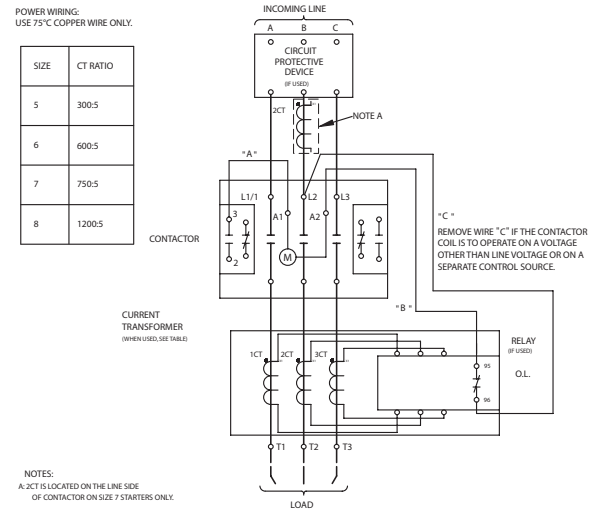 POWER WIRING:
USE 75°C COPPER WIRE ONLY.
SIZE CT RATIO
5 300:5
6 600:5
7 750:5
8 1200:5
INCOMING LINE
A B C
CIRCUIT
PROTECTIVE
DEVICE
(IF USED)
2CT
NOTE A
"A"
L1/1 L2 L3
3 A1 A2
2 M
CONTACTOR
"C"
REMOVE WIRE "C" IF THE CONTACTOR
COIL IS TO OPERATE ON A VOLTAGE
OTHER THAN LINE VOLTAGE OR ON A
SEPARATE CONTROL SOURCE.
"B"
CURRENT
TRANSFORMER
(WHEN USED, SEE TABLE)
1CT 2CT 3CT
RELAY
(IF USED)
O.L.
95
96
T1 T2 T3
LOAD
NOTES:
A: 2CT IS LOCATED ON THE LINE SIDE
OF CONTACTOR ON SIZE 7 STARTERS ONLY.